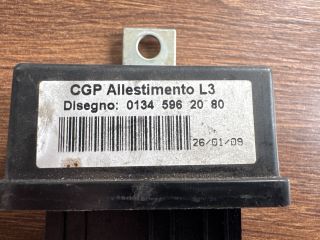 CGP Allestimento L3
Disegno: 0134 596 20 80
26/01/09